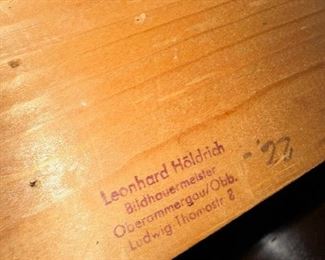 Leonhard Höldrich
Bildhauermeister
Oberammergau/Obb.
Ludwig-Thomastr 8